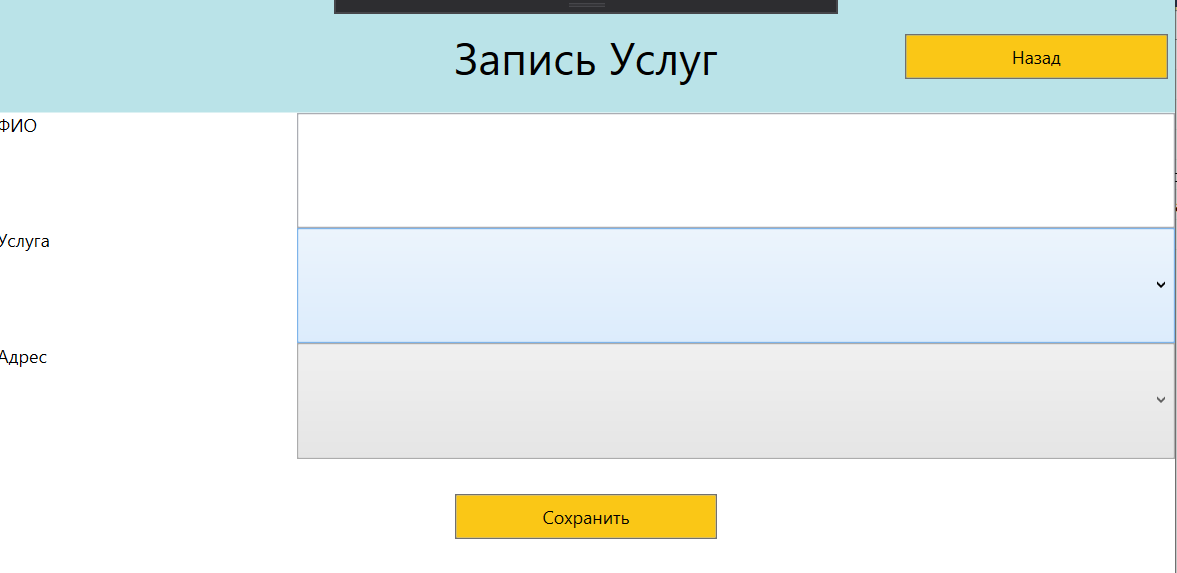 Запись Услуг
Назад
ФИО
Услуга
Адрес
Сохранить